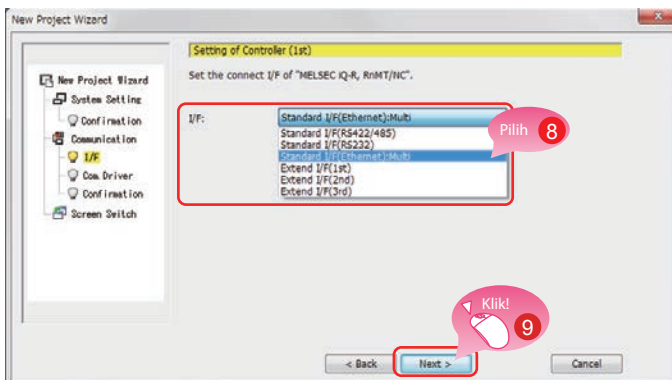 New Project Wizard
Setting of Controller (1st)
Set the connect I/F of "MELSEC iQ-R, RnMT/NC".
New Project Wizard
System Setting
Confirmation
Communication
I/F
Com. Driver
Confirmation
Screen Switch
I/F:
Standard I/F(Ethernet):Multi
Standard I/F(RS422/485)
Standard I/F(RS232)
Standard I/F(Ethernet):Multi
Extend I/F(1st)
Extend I/F(2nd)
Extend I/F(3rd)
Pilih 8
Klik!
9
< Back
Next >
Cancel